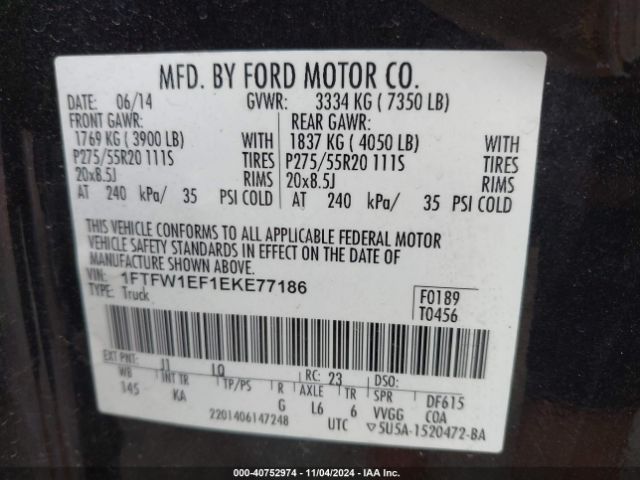 MFD. BY FORD MOTOR CO.
DATE: 06/14 GVWR: 3334 KG ( 7350 LB)
FRONT GAWR: REAR GAWR:
1769 KG ( 3900 LB) WITH 1837 KG ( 4050 LB) WITH
P275/55R20 111S TIRES P275/55R20 111S TIRES
20x8.5J RIMS 20x8.5J RIMS
AT 240 kPa/ 35 PSI COLD AT 240 kPa/ 35 PSI COLD
THIS VEHICLE CONFORMS TO ALL APPLICABLE FEDERAL MOTOR
VEHICLE SAFETY STANDARDS IN EFFECT ON THE DATE OF
MANUFACTURE SHOWN ABOVE.
VIN: 1FTFW1EF1EKE77186
TYPE: Truck
F0189
T0456
EXT PNT: J1 LQ RC: 23 DSO:
WB INT TR TP/PS R AXLE TR DF615
145 KA G L6 6 VVGG COA
2201406147248 UTC ▽5U5A-1520472-BA
000-40752974 - 11/04/2024 - IAA Inc.